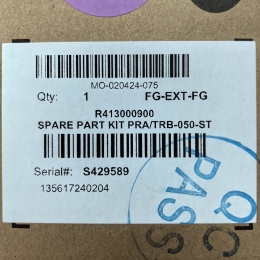 MO-020424-075
Qty: 1 FG-EXT-FG
R413000900
SPARE PART KIT PRA/TRB-050-ST
Serial#: S429589
135617240204
QC
PASS